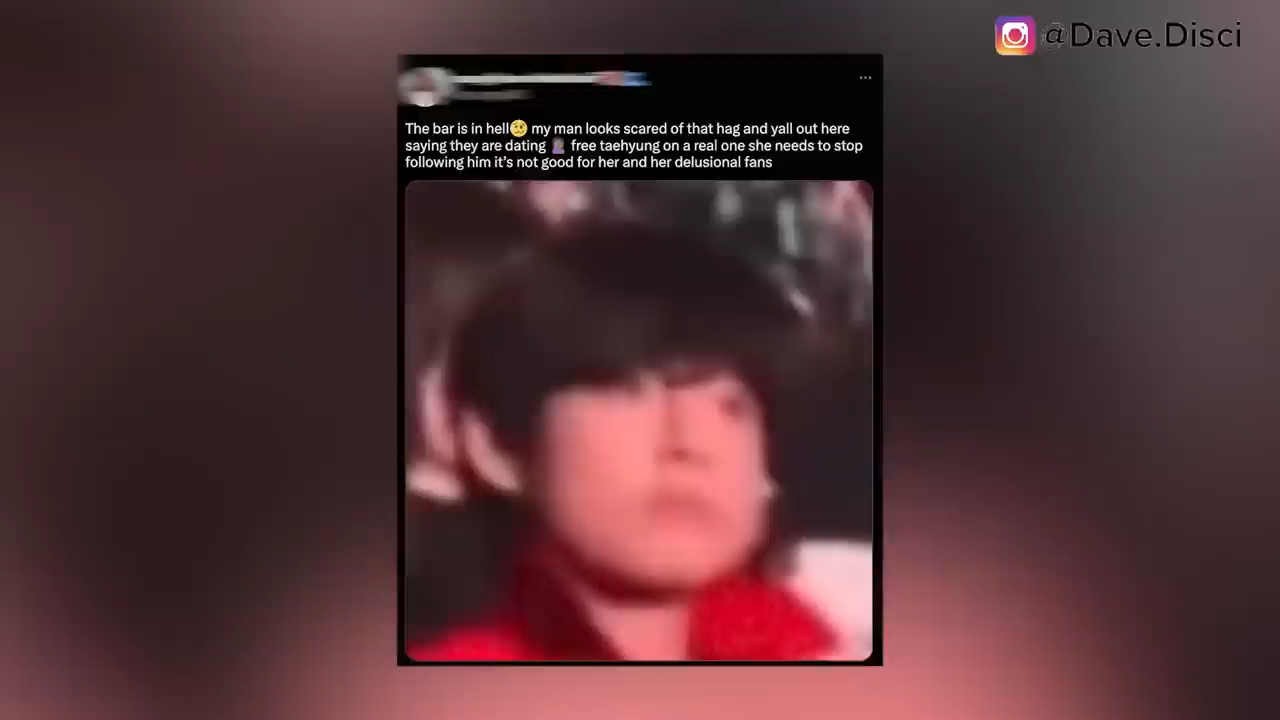 @Dave.Disci
The bar is in hell🥴 my man looks scared of that hag and yall out here
saying they are dating 🤦🏾‍♀️ free taehyung on a real one she needs to stop
following him it's not good for her and her delusional fans